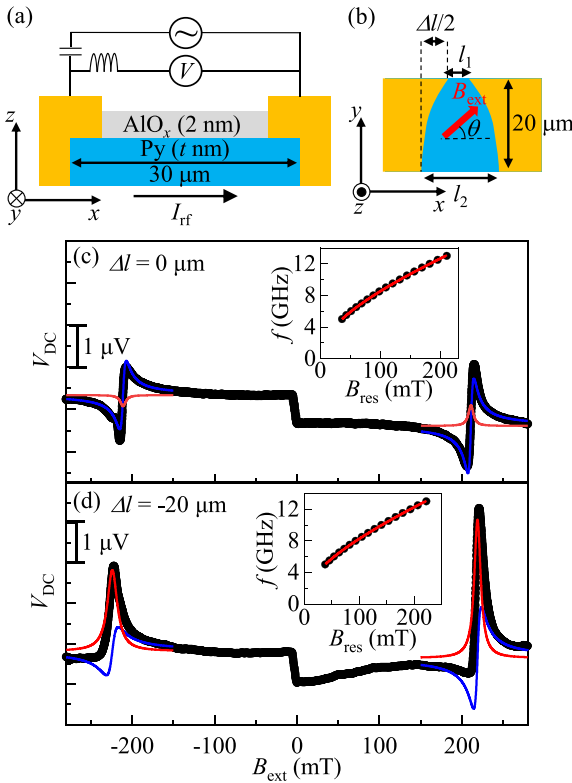 (a)
V
AlOx (2 nm)
Py (t nm)
30 μm
z
y
x
Irf
(b)
Δl/2
l1
Bext
θ
20 μm
y
z
x
l2
(c) Δl = 0 μm
VDC
1 μV
f (GHz)
12
8
4
0 100 200
Bres (mT)
(d) Δl = -20 μm
VDC
1 μV
f (GHz)
12
8
4
0 100 200
Bres (mT)
-200 -100 0 100 200
Bext (mT)